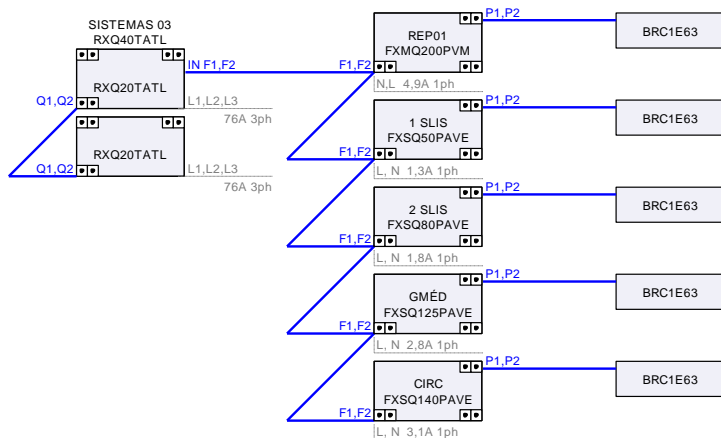 SISTEMAS 03
RXQ40TATL
RXQ20TATL
IN F1,F2
Q1,Q2
L1,L2,L3
76A 3ph
RXQ20TATL
Q1,Q2
L1,L2,L3
76A 3ph
P1,P2
REP01
FXMQ200PVM
F1,F2
N,L 4,9A 1ph
BRC1E63
P1,P2
1 SLIS
FXSQ50PAVE
F1,F2
L, N 1,3A 1ph
BRC1E63
P1,P2
2 SLIS
FXSQ80PAVE
F1,F2
L, N 1,8A 1ph
BRC1E63
P1,P2
GMÉD
FXSQ125PAVE
F1,F2
L, N 2,8A 1ph
BRC1E63
P1,P2
CIRC
FXSQ140PAVE
F1,F2
L, N 3,1A 1ph
BRC1E63